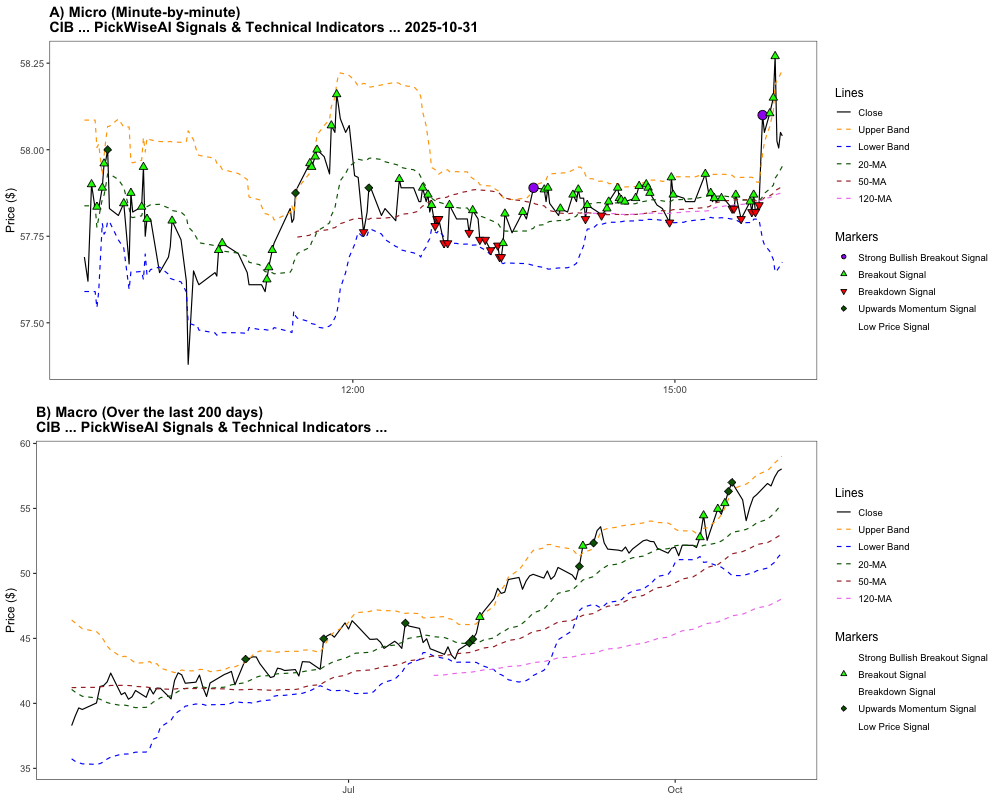 A) Micro (Minute-by-minute)
CIB ... PickWiseAI Signals & Technical Indicators ... 2025-10-31
58.25
58.00
57.75
57.50
Price ($)
12:00
15:00
Lines
Close
Upper Band
Lower Band
20-MA
50-MA
120-MA
Markers
Strong Bullish Breakout Signal
Breakout Signal
Breakdown Signal
Upwards Momentum Signal
Low Price Signal
B) Macro (Over the last 200 days)
CIB ... PickWiseAI Signals & Technical Indicators ...
60
55
50
45
40
35
Price ($)
Jul
Oct
Lines
Close
Upper Band
Lower Band
20-MA
50-MA
120-MA
Markers
Strong Bullish Breakout Signal
Breakout Signal
Breakdown Signal
Upwards Momentum Signal
Low Price Signal